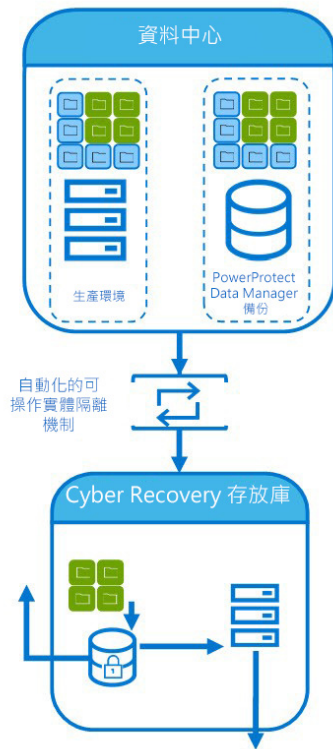 資料中心
生產環境
PowerProtect
Data Manager
備份
自動化的可
操作實體隔離
機制
Cyber Recovery 存放庫